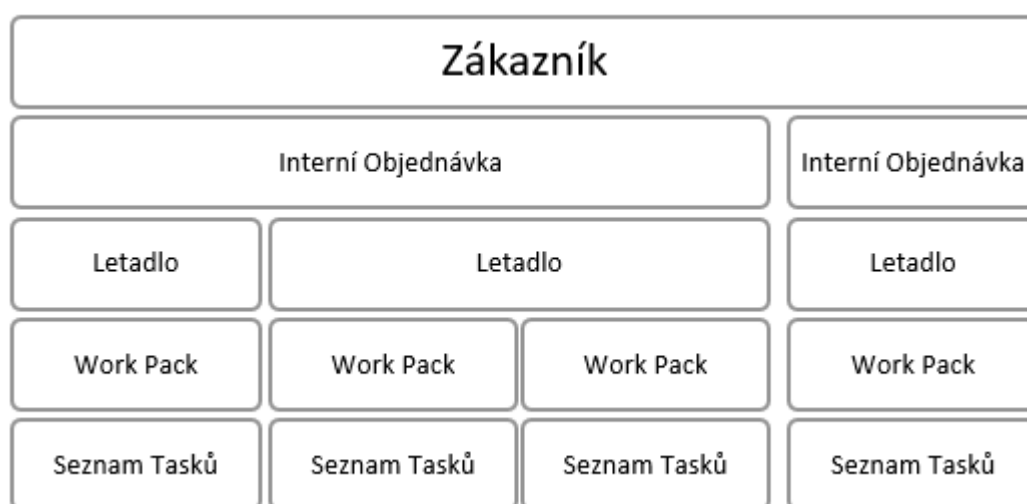 Zákazník
Interní Objednávka
Interní Objednávka
Letadlo
Letadlo
Letadlo
Work Pack
Work Pack
Work Pack
Work Pack
Seznam Tasků
Seznam Tasků
Seznam Tasků
Seznam Tasků